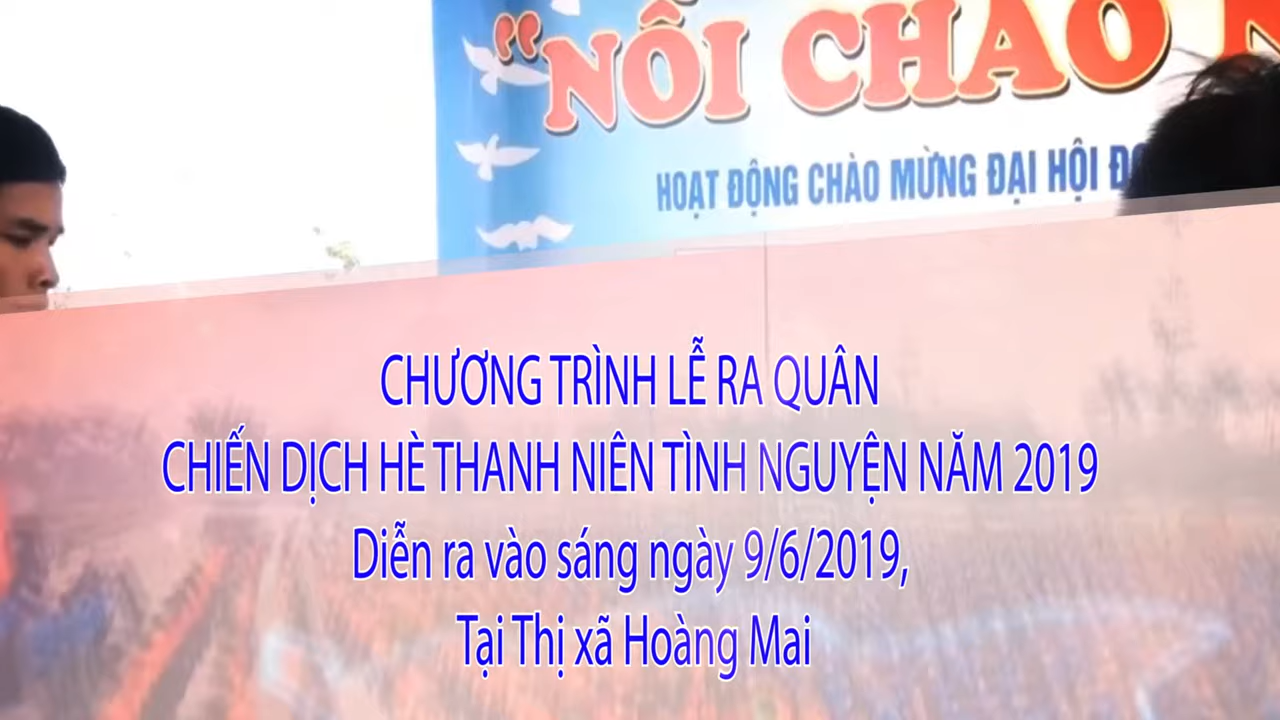 “NỒI CHÁO
HOẠT ĐỘNG CHÀO MỪNG ĐẠI HỘI
CHƯƠNG TRÌNH LỄ RA QUÂN
CHIẾN DỊCH HÈ THANH NIÊN TÌNH NGUYỆN NĂM 2019
Diễn ra vào sáng ngày 9/6/2019,
Tại Thị xã Hoàng Mai